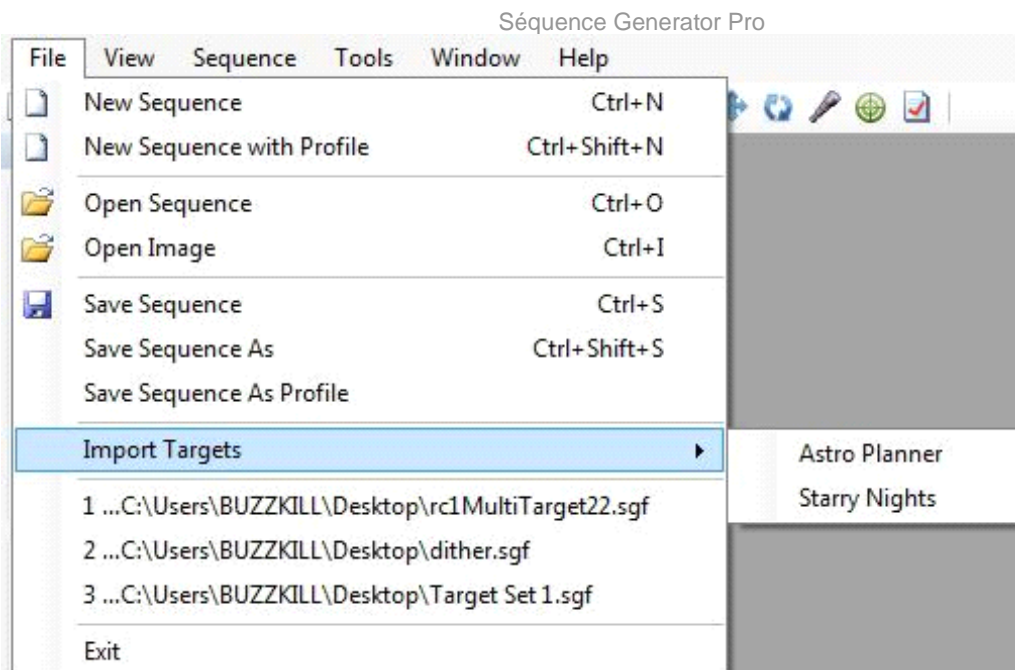 Séquence Generator Pro
File View Sequence Tools Window Help
New Sequence Ctrl+N
New Sequence with Profile Ctrl+Shift+N
Open Sequence Ctrl+O
Open Image Ctrl+I
Save Sequence Ctrl+S
Save Sequence As Ctrl+Shift+S
Save Sequence As Profile
Import Targets
Astro Planner
Starry Nights
1 ...C:\Users\BUZZKILL\Desktop\rc1MultiTarget22.sgf
2 ...C:\Users\BUZZKILL\Desktop\dither.sgf
3 ...C:\Users\BUZZKILL\Desktop\Target Set 1.sgf
Exit